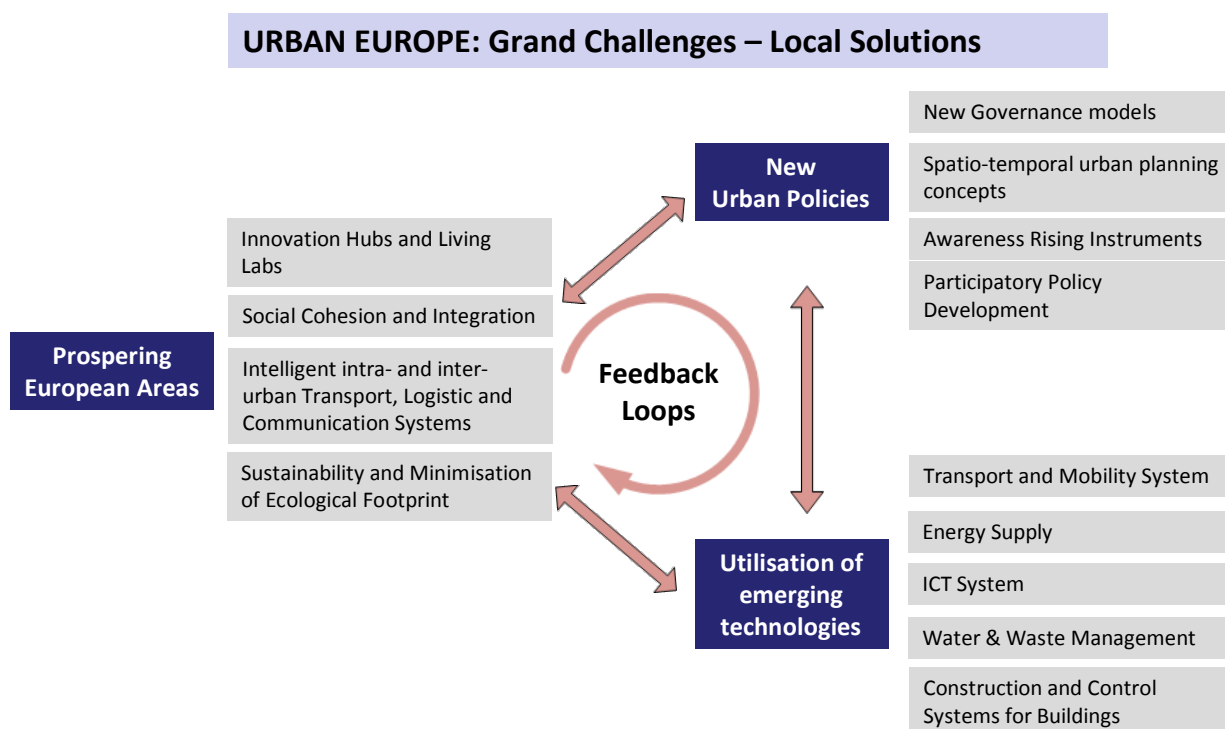 URBAN EUROPE: Grand Challenges – Local Solutions
Prospering
European Areas
Innovation Hubs and Living
Labs
Social Cohesion and Integration
Intelligent intra- and inter-
urban Transport, Logistic and
Communication Systems
Sustainability and Minimisation
of Ecological Footprint
Feedback
Loops
New
Urban Policies
New Governance models
Spatio-temporal urban planning
concepts
Awareness Rising Instruments
Participatory Policy
Development
Utilisation of
emerging
technologies
Transport and Mobility System
Energy Supply
ICT System
Water & Waste Management
Construction and Control
Systems for Buildings